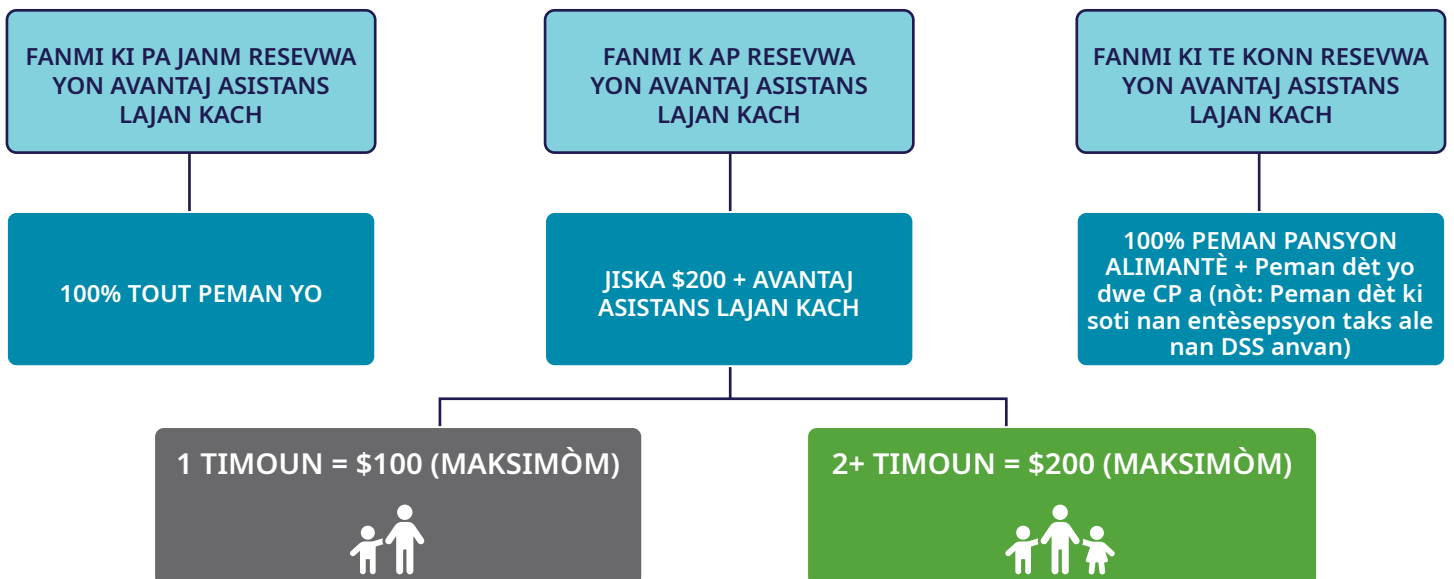 FANMI KI PA JANM RESEVWA
YON AVANTAJ ASISTANS
LAJAN KACH
FANMI K AP RESEVWA
YON AVANTAJ ASISTANS
LAJAN KACH
FANMI KI TE KONN RESEVWA
YON AVANTAJ ASISTANS
LAJAN KACH
100% TOUT PEMAN YO
JISKA $200 + AVANTAJ
ASISTANS LAJAN KACH
100% PEMAN PANSYON
ALIMANTÈ + Peman dèt yo
dwe CP a (nòt: Peman dèt ki
soti nan entèsepsyon taks ale
nan DSS anvan)
1 TIMOUN = $100 (MAKSIMÒM)
2+ TIMOUN = $200 (MAKSIMÒM)